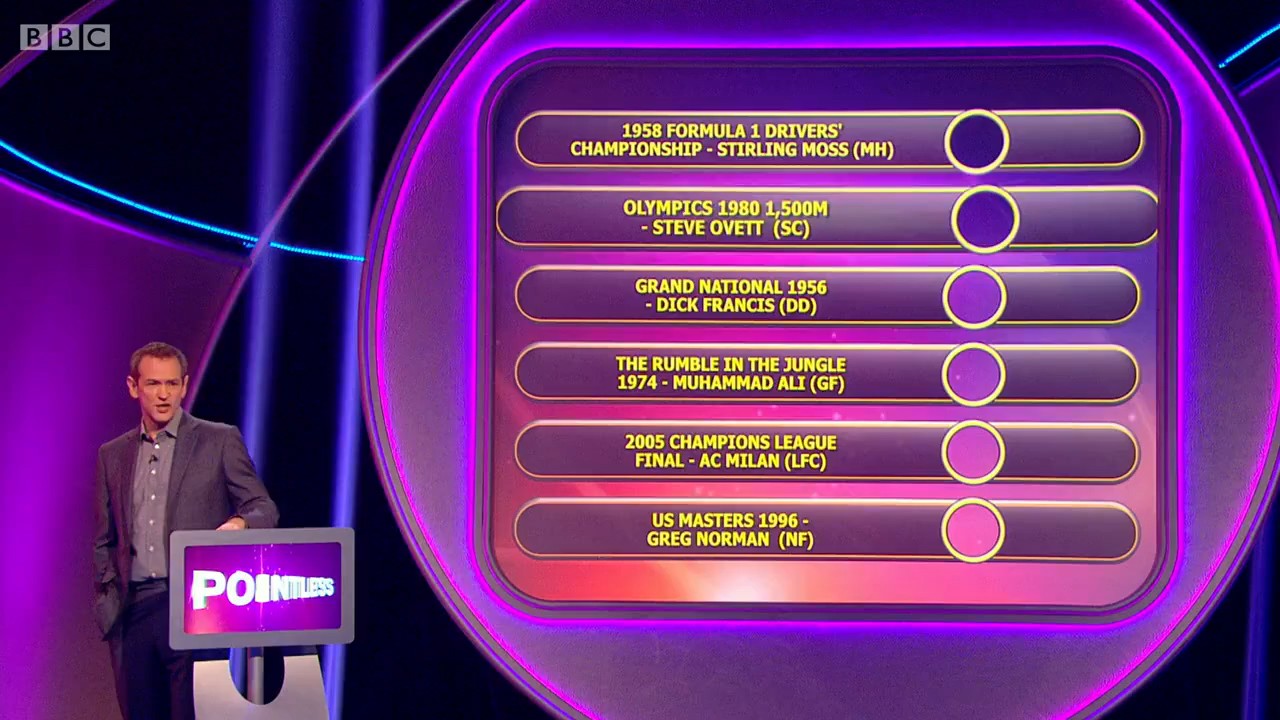 BBC
1958 FORMULA 1 DRIVERS'
CHAMPIONSHIP - STIRLING MOSS (MH)
OLYMPICS 1980 1,500M
- STEVE OVETT (SC)
GRAND NATIONAL 1956
- DICK FRANCIS (DD)
THE RUMBLE IN THE JUNGLE
1974 - MUHAMMAD ALI (GF)
2005 CHAMPIONS LEAGUE
FINAL - AC MILAN (LFC)
US MASTERS 1996 -
GREG NORMAN (NF)
POINTLESS